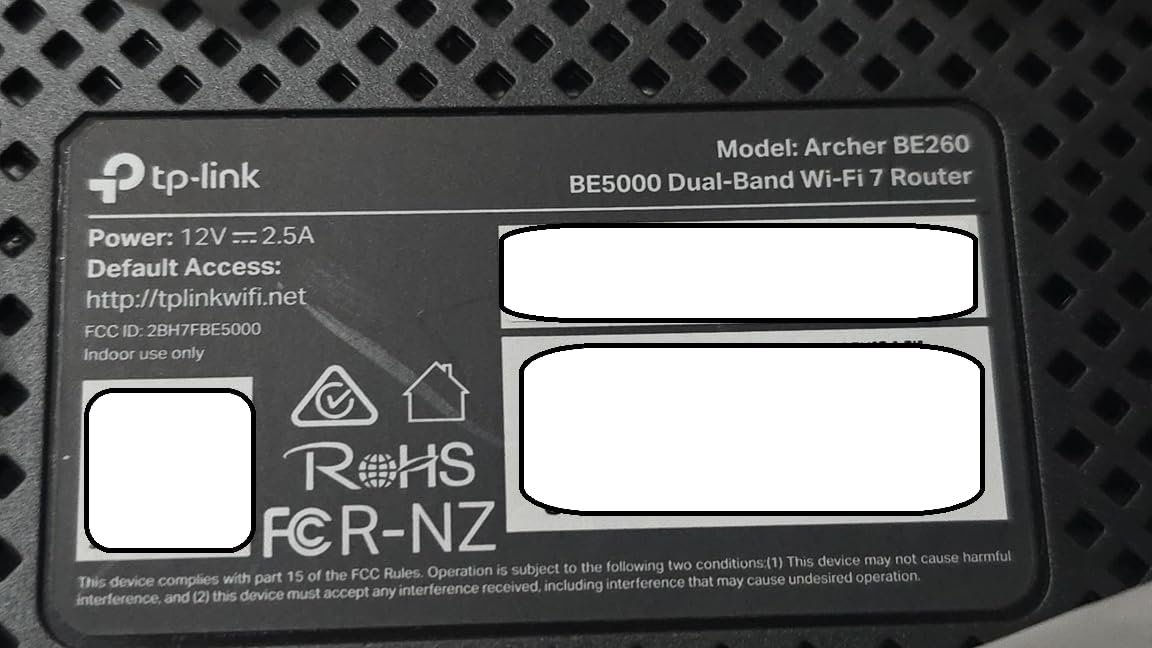 tp-link
Model: Archer BE260
BE5000 Dual-Band Wi-Fi 7 Router
Power: 12V⎓2.5A
Default Access:
http://tplinkwifi.net
FCC ID: 2BH7FBE5000
Indoor use only
RoHS
FC R-NZ
This device complies with part 15 of the FCC Rules. Operation is subject to the following two conditions:(1) This device may not cause harmful
interference, and (2) this device must accept any interference received, including interference that may cause undesired operation.